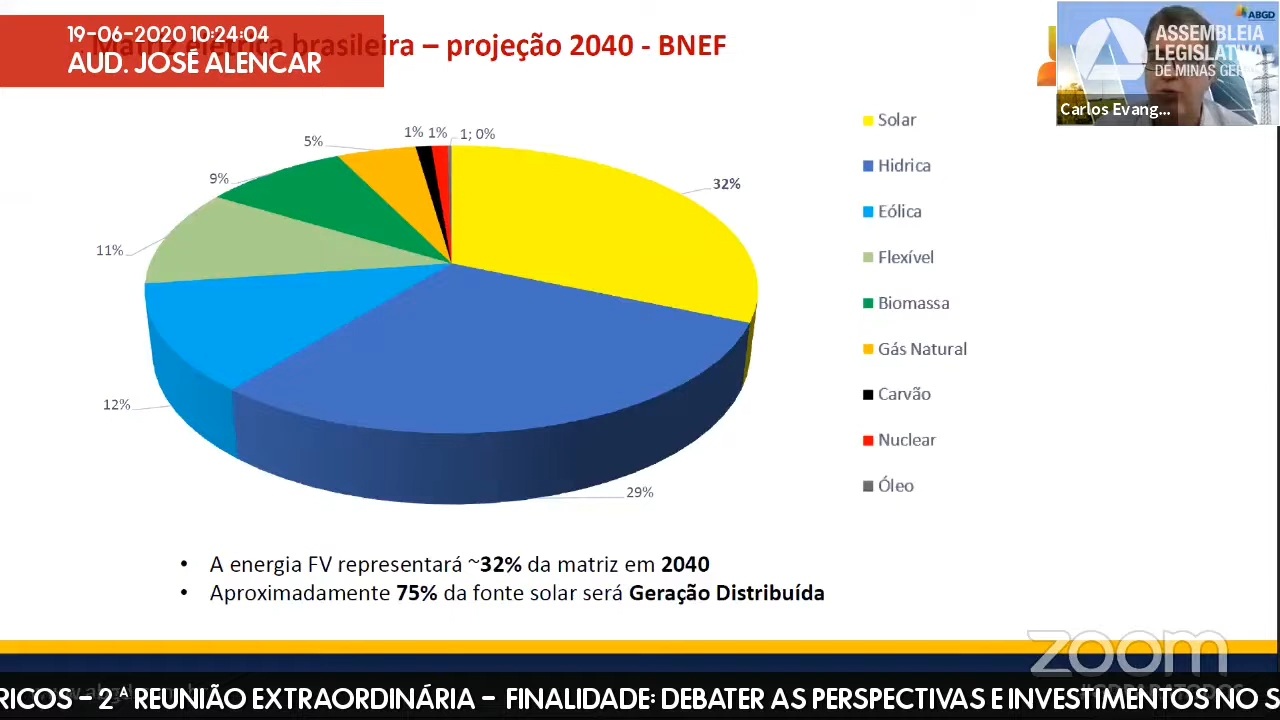 19-06-2020 10:24:04
AUD. JOSÉ ALENCAR
Matriz elétrica brasileira – projeção 2040 - BNEF
ABGD
ASSEMBLEIA
LEGISLATIVA
DE MINAS GERAIS
Carlos Evang...
5%
1%
1%
1; 0%
9%
32%
11%
12%
29%
Solar
Hidrica
Eólica
Flexível
Biomassa
Gás Natural
Carvão
Nuclear
Óleo
• A energia FV representará ~32% da matriz em 2040
• Aproximadamente 75% da fonte solar será Geração Distribuída
zoom
RICOS - 2ª REUNIÃO EXTRAORDINÁRIA - FINALIDADE: DEBATER AS PERSPECTIVAS E INVESTIMENTOS NO S